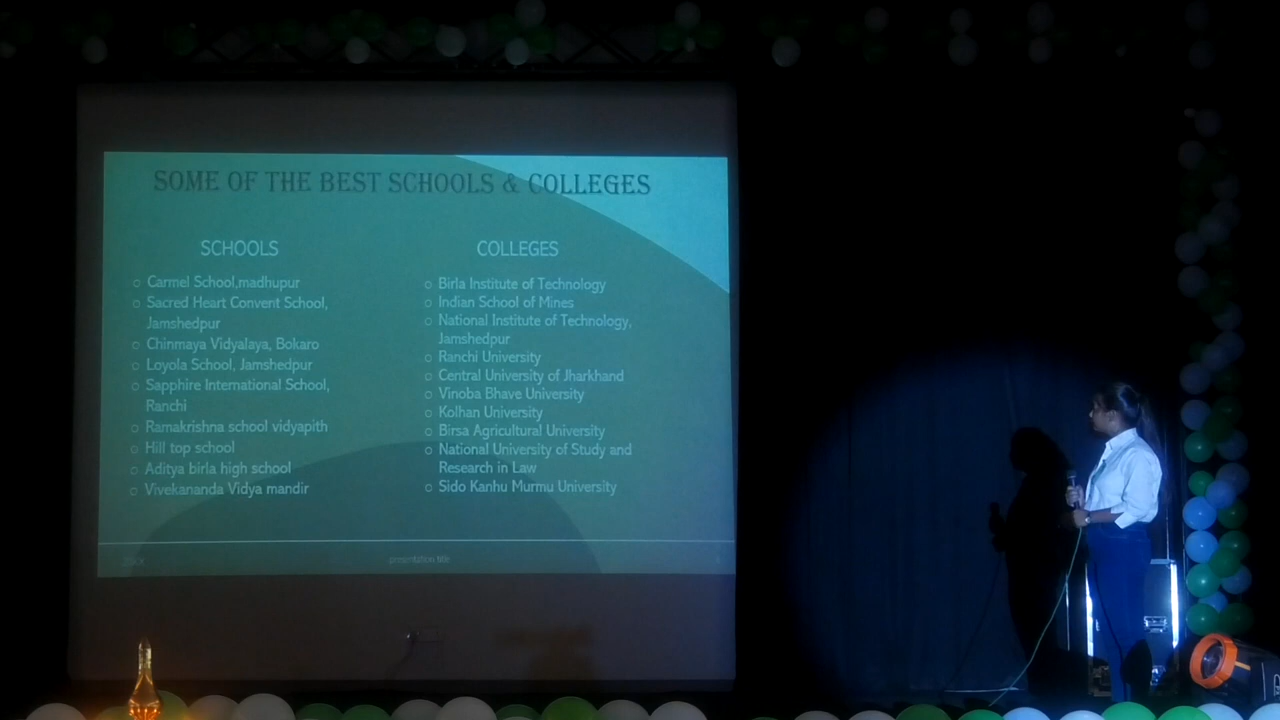 SOME OF THE BEST SCHOOLS & COLLEGES
SCHOOLS
Carmel School,madhupur
Sacred Heart Convent School,
Jamshedpur
Chinmaya Vidyalaya, Bokaro
Loyola School, Jamshedpur
Sapphire International School,
Ranchi
Ramakrishna school vidyapith
Hill top school
Aditya birla high school
Vivekananda Vidya mandir
COLLEGES
Birla Institute of Technology
Indian School of Mines
National Institute of Technology,
Jamshedpur
Ranchi University
Central University of Jharkhand
Vinoba Bhave University
Kolhan University
Birsa Agricultural University
National University of Study and
Research in Law
Sido Kanhu Murmu University
presentation title